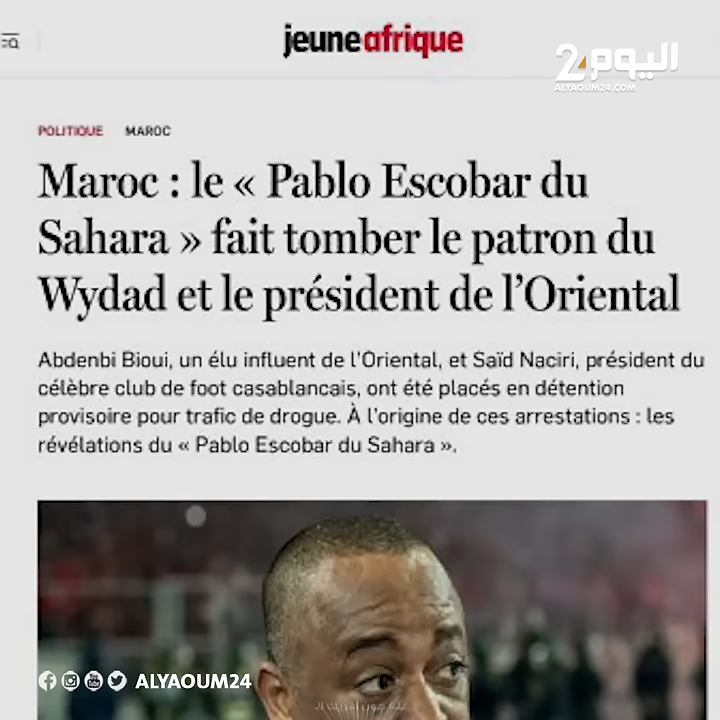 jeuneafrique
اليوم24
ALYAOUM24.COM
POLITIQUE MAROC
Maroc : le « Pablo Escobar du
Sahara » fait tomber le patron du
Wydad et le président de l’Oriental
Abdenbi Bioui, un élu influent de l’Oriental, et Saïd Naciri, président du
célèbre club de foot casablancais, ont été placés en détention
provisoire pour trafic de drogue. À l’origine de ces arrestations : les
révélations du « Pablo Escobar du Sahara ».
ALYAOUM24